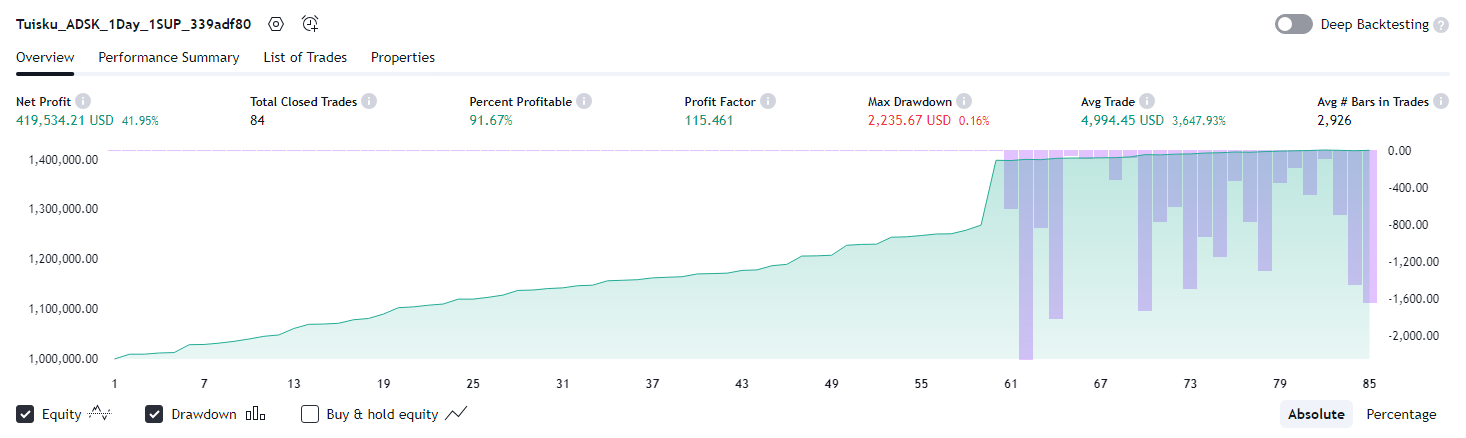 Tuisku_ADSK_1Day_1SUP_339adf80
Deep Backtesting
Overview Performance Summary List of Trades Properties
Net Profit Total Closed Trades Percent Profitable Profit Factor Max Drawdown Avg Trade Avg # Bars in Trades
419,534.21 USD 41.95% 84 91.67% 115.461 2,235.67 USD 0.16% 4,994.45 USD 3,647.93% 2,926
1,400,000.00
1,300,000.00
1,200,000.00
1,100,000.00
1,000,000.00
0.00
-400.00
-800.00
-1,200.00
-1,600.00
-2,000.00
1 7 13 19 25 31 37 43 49 55 61 67 73 79 85
Equity Drawdown Buy & hold equity Absolute Percentage